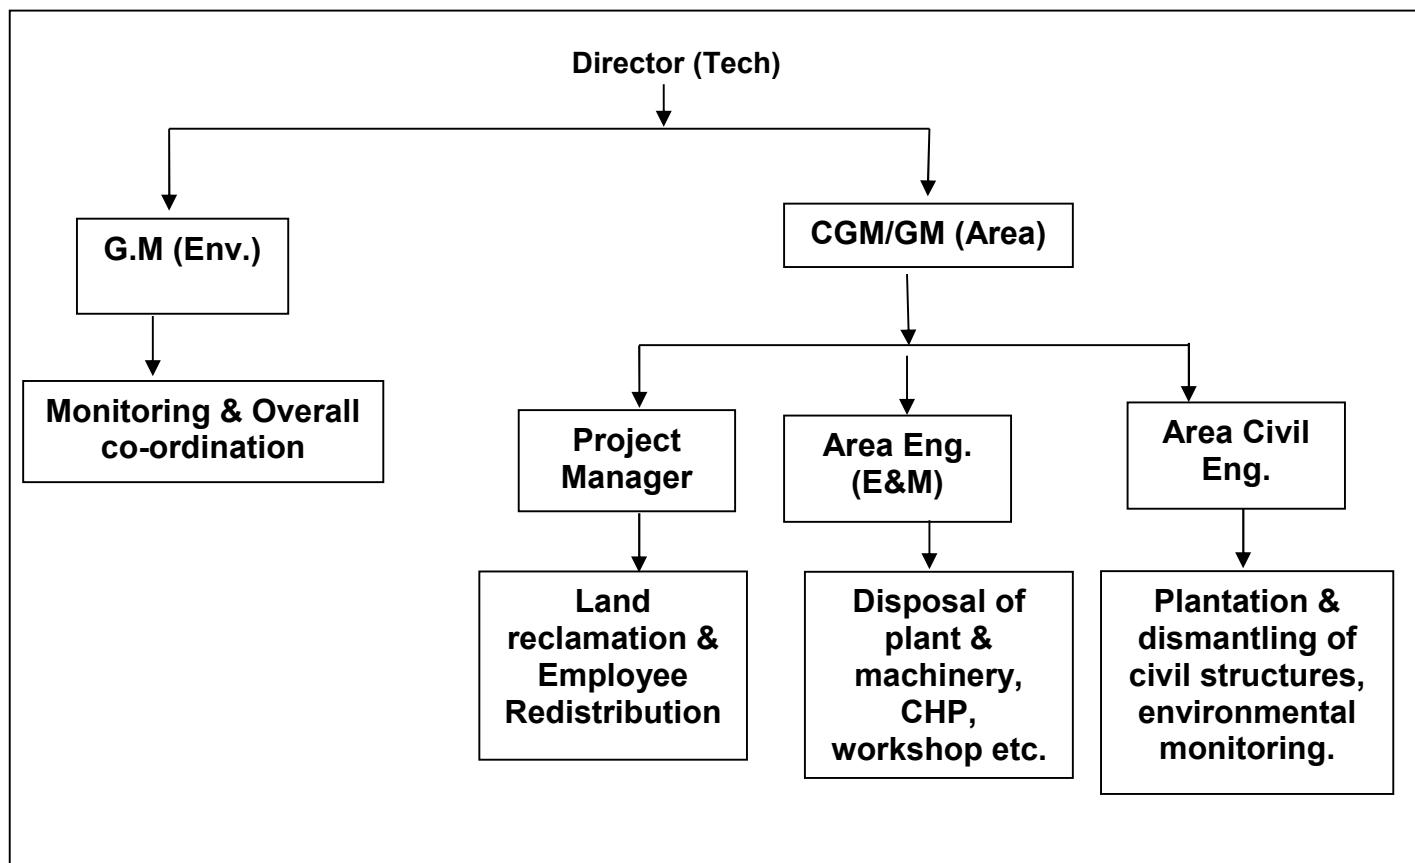 Director (Tech)
G.M (Env.)
CGM/GM (Area)
Monitoring & Overall
co-ordination
Project
Manager
Area Eng.
(E&M)
Area Civil
Eng.
Land
reclamation &
Employee
Redistribution
Disposal of
plant &
machinery,
CHP,
workshop etc.
Plantation &
dismantling of
civil structures,
environmental
monitoring.